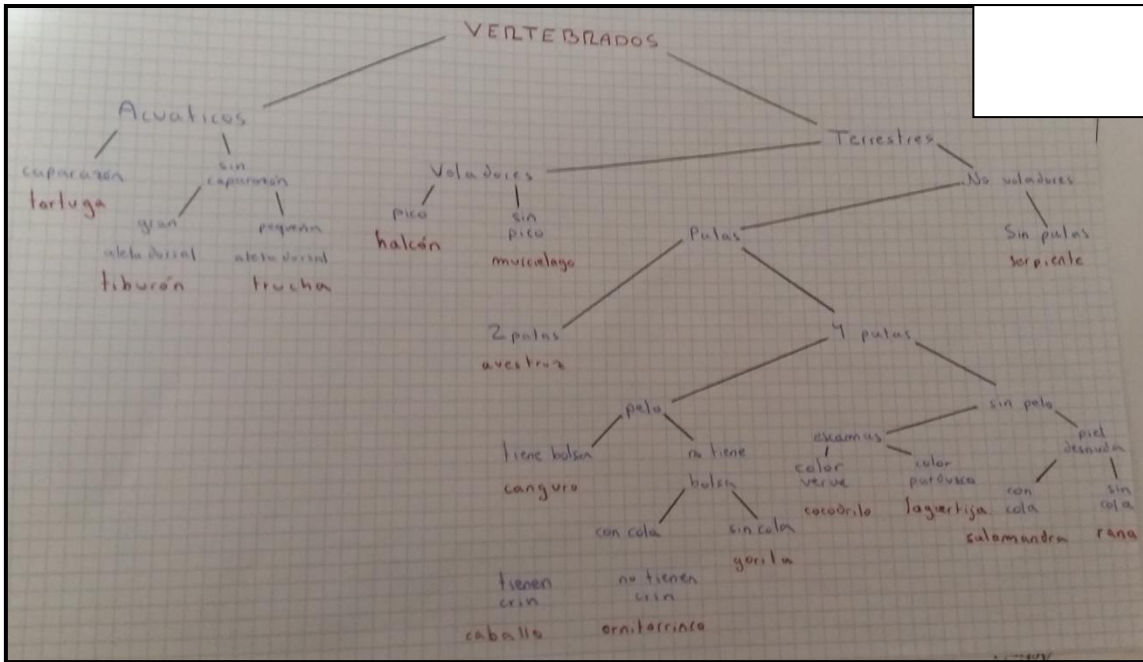 VERTEBRADOS
Acuaticos
Terrestres
caparazón
tortuga
sin
caparazón
gran
aleta dorsal
tiburón
pequeña
aleta dorsal
trucha
Voladores
pico
halcón
sin
pico
murcielago
No voladores
Patas
Sin patas
serpiente
2 patas
avestruz
4 patas
pelo
sin pelo
tiene bolsa
canguro
no tiene
bolsa
con cola
sin cola
gorila
tienen
crin
caballo
no tienen
crin
ornitorrinco
escamas
color
verde
cocodrilo
color
parduzco
lagartija
piel
desnuda
con
cola
salamandra
sin
cola
rana